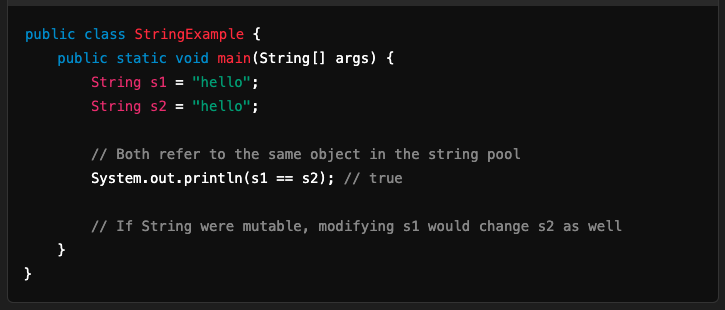 public class StringExample {
    public static void main(String[] args) {
        String s1 = "hello";
        String s2 = "hello";

        // Both refer to the same object in the string pool
        System.out.println(s1 == s2); // true

        // If String were mutable, modifying s1 would change s2 as well
    }
}